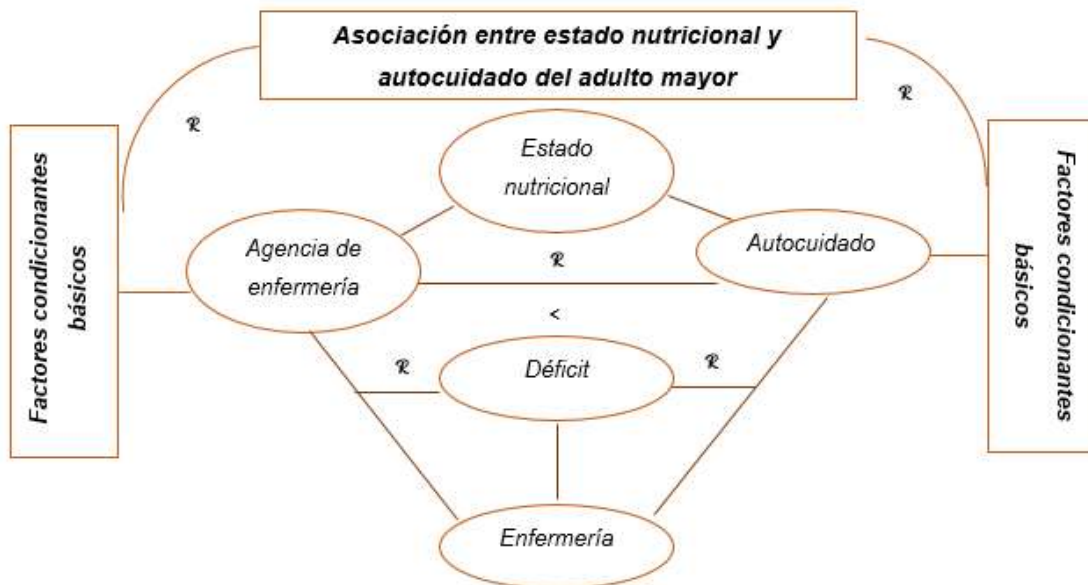 Asociación entre estado nutricional y
autocuidado del adulto mayor
R
R
Factores condicionantes
básicos
Estado
nutricional
Agencia de
enfermería
Autocuidado
Factores condicionantes
básicos
R
<
R
Déficit
R
Enfermería